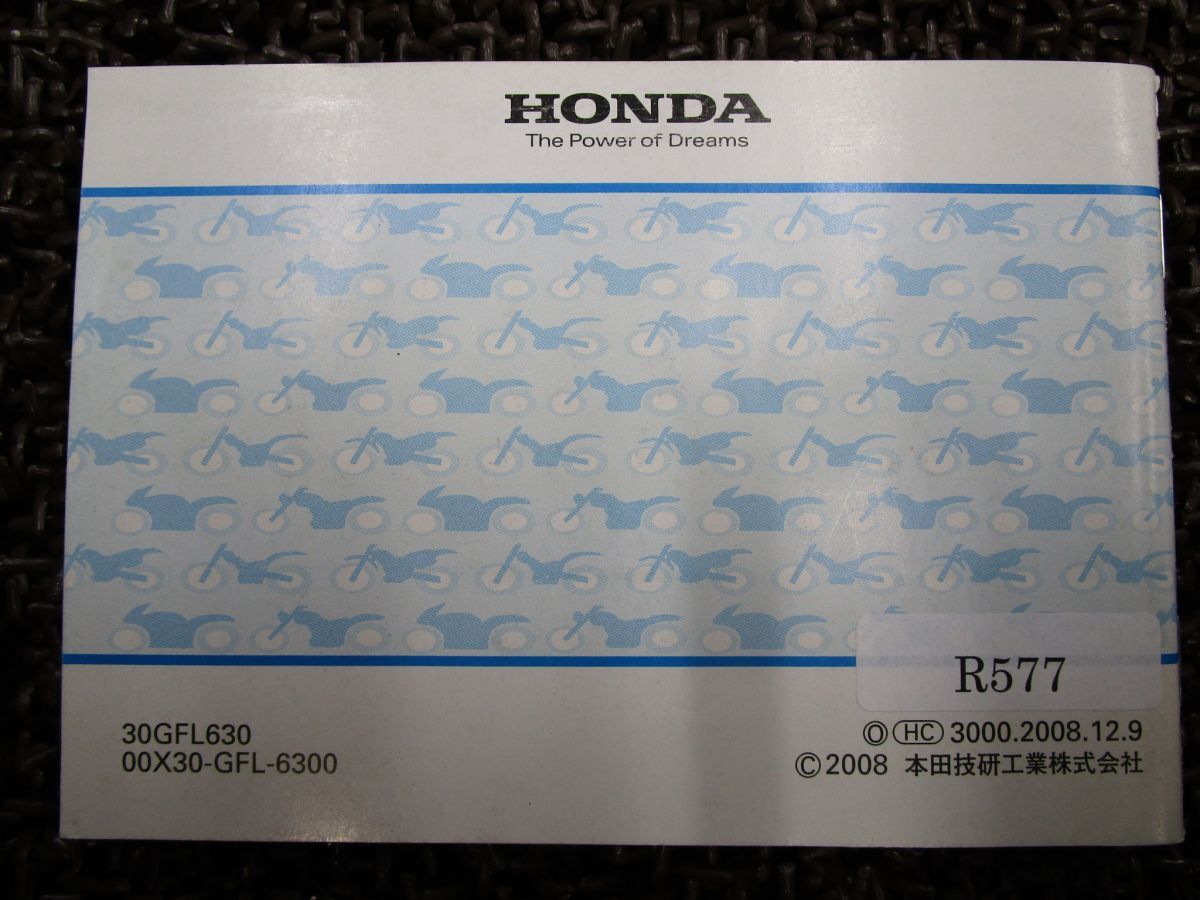 HONDA
The Power of Dreams
R577
30GFL630
00X30-GFL-6300
Ⓞ HC 3000.2008.12.9
©2008 本田技研工業株式会社